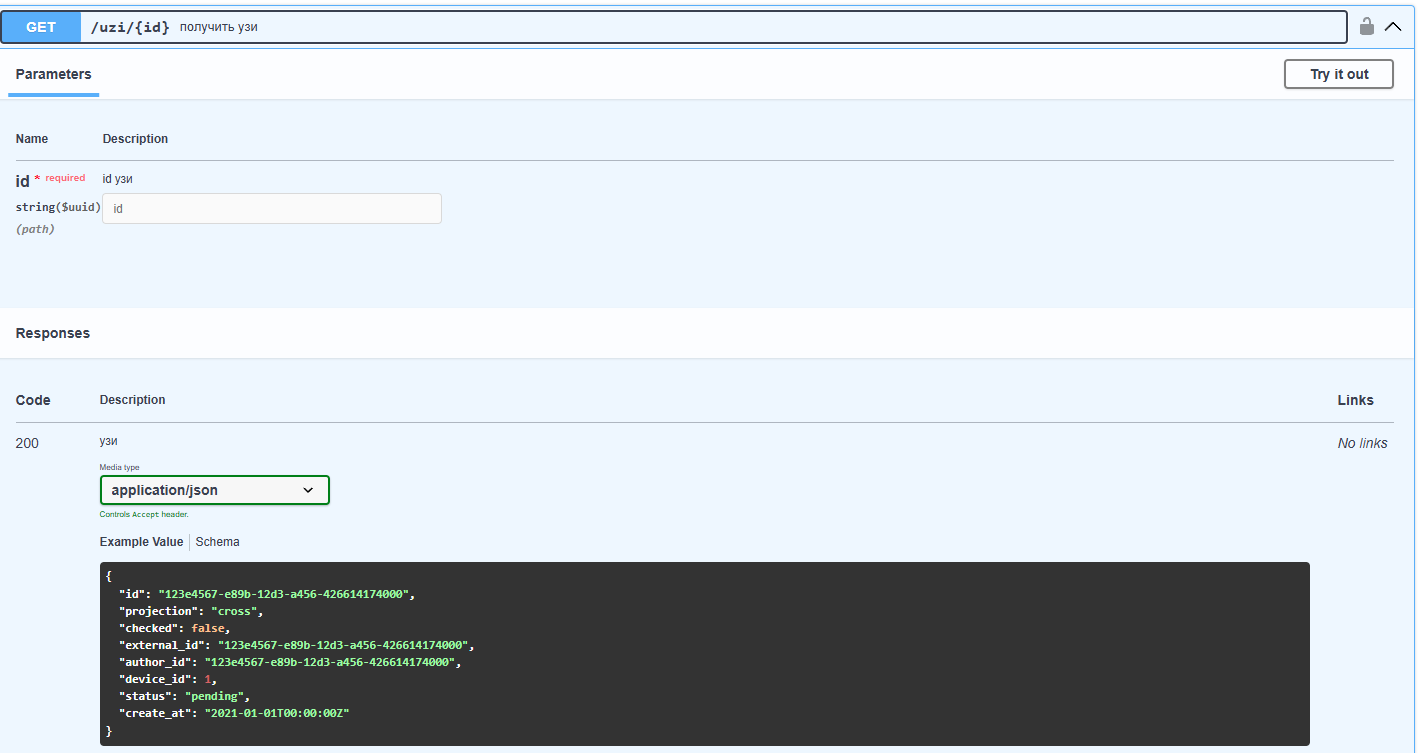 GET /uzi/{id} получить узи
Parameters
Try it out
Name Description
id * required id узи
string($uuid) id
(path)
Responses
Code Description Links
200 узи No links
Media type
application/json
Controls Accept header.
Example Value Schema
{
  "id": "123e4567-e89b-12d3-a456-426614174000",
  "projection": "cross",
  "checked": false,
  "external_id": "123e4567-e89b-12d3-a456-426614174000",
  "author_id": "123e4567-e89b-12d3-a456-426614174000",
  "device_id": 1,
  "status": "pending",
  "create_at": "2021-01-01T00:00:00Z"
}